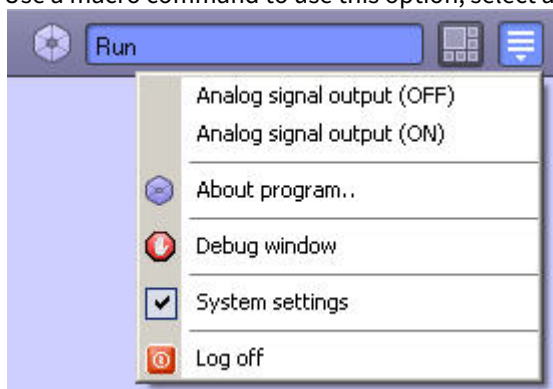 Use a macro command to use this option, select a
Run
Analog signal output (OFF)
Analog signal output (ON)
About program..
Debug window
System settings
Log off